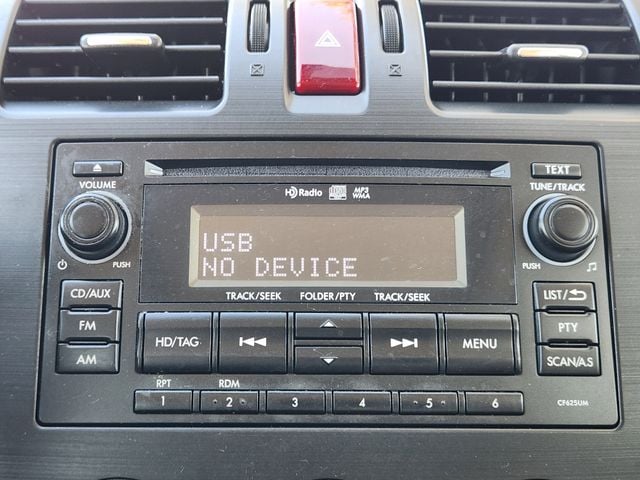 TEXT
VOLUME
HD Radio
MP3
WMA
TUNE/TRACK
USB
NO DEVICE
PUSH
PUSH
CD/AUX
TRACK/SEEK
FOLDER/PTY
TRACK/SEEK
LIST/
FM
HD/TAG
MENU
PTY
AM
SCAN/A.S
RPT
RDM
1
2
3
4
5
6
CF625UM